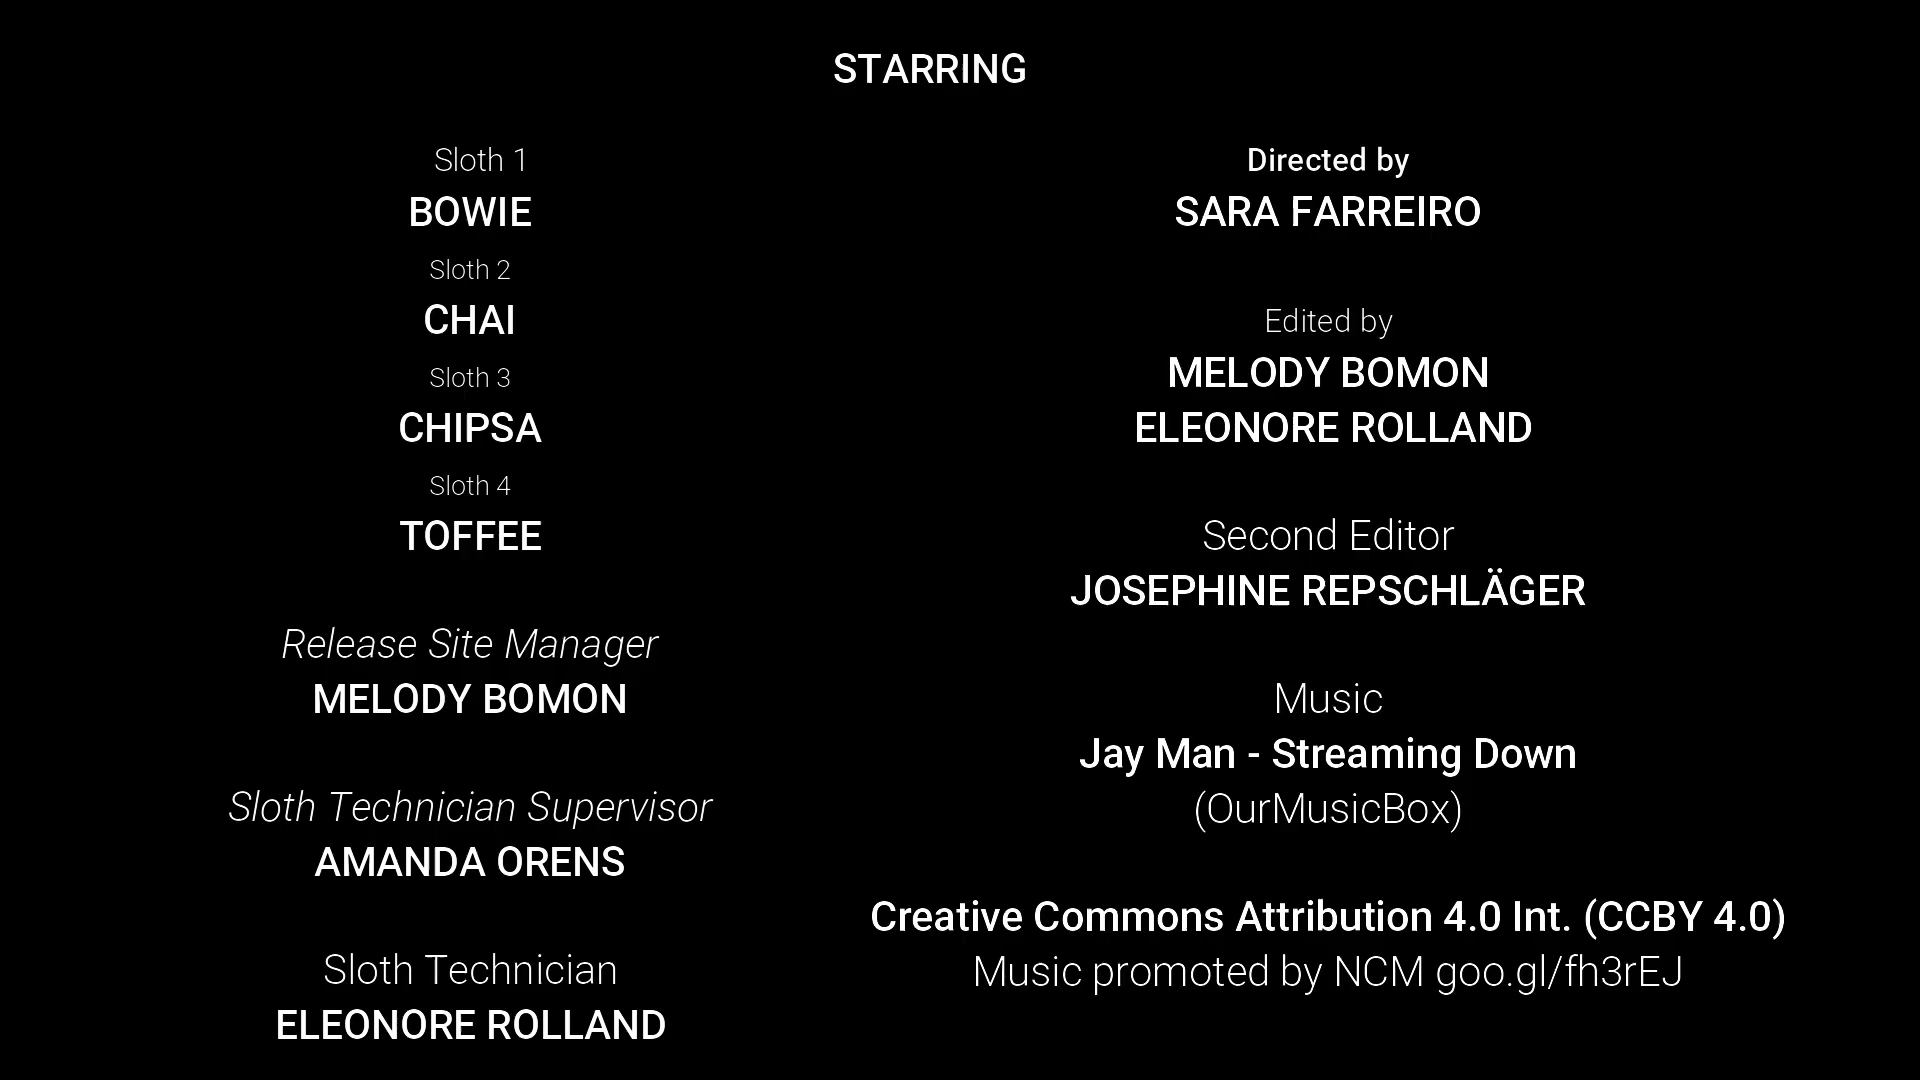 STARRING
Sloth 1
BOWIE
Sloth 2
CHAI
Sloth 3
CHIPSA
Sloth 4
TOFFEE
Release Site Manager
MELODY BOMON
Sloth Technician Supervisor
AMANDA ORENS
Sloth Technician
ELEONORE ROLLAND
Directed by
SARA FARREIRO
Edited by
MELODY BOMON
ELEONORE ROLLAND
Second Editor
JOSEPHINE REPSCHLÄGER
Music
Jay Man - Streaming Down
(OurMusicBox)
Creative Commons Attribution 4.0 Int. (CCBY 4.0)
Music promoted by NCM goo.gl/fh3rEJ